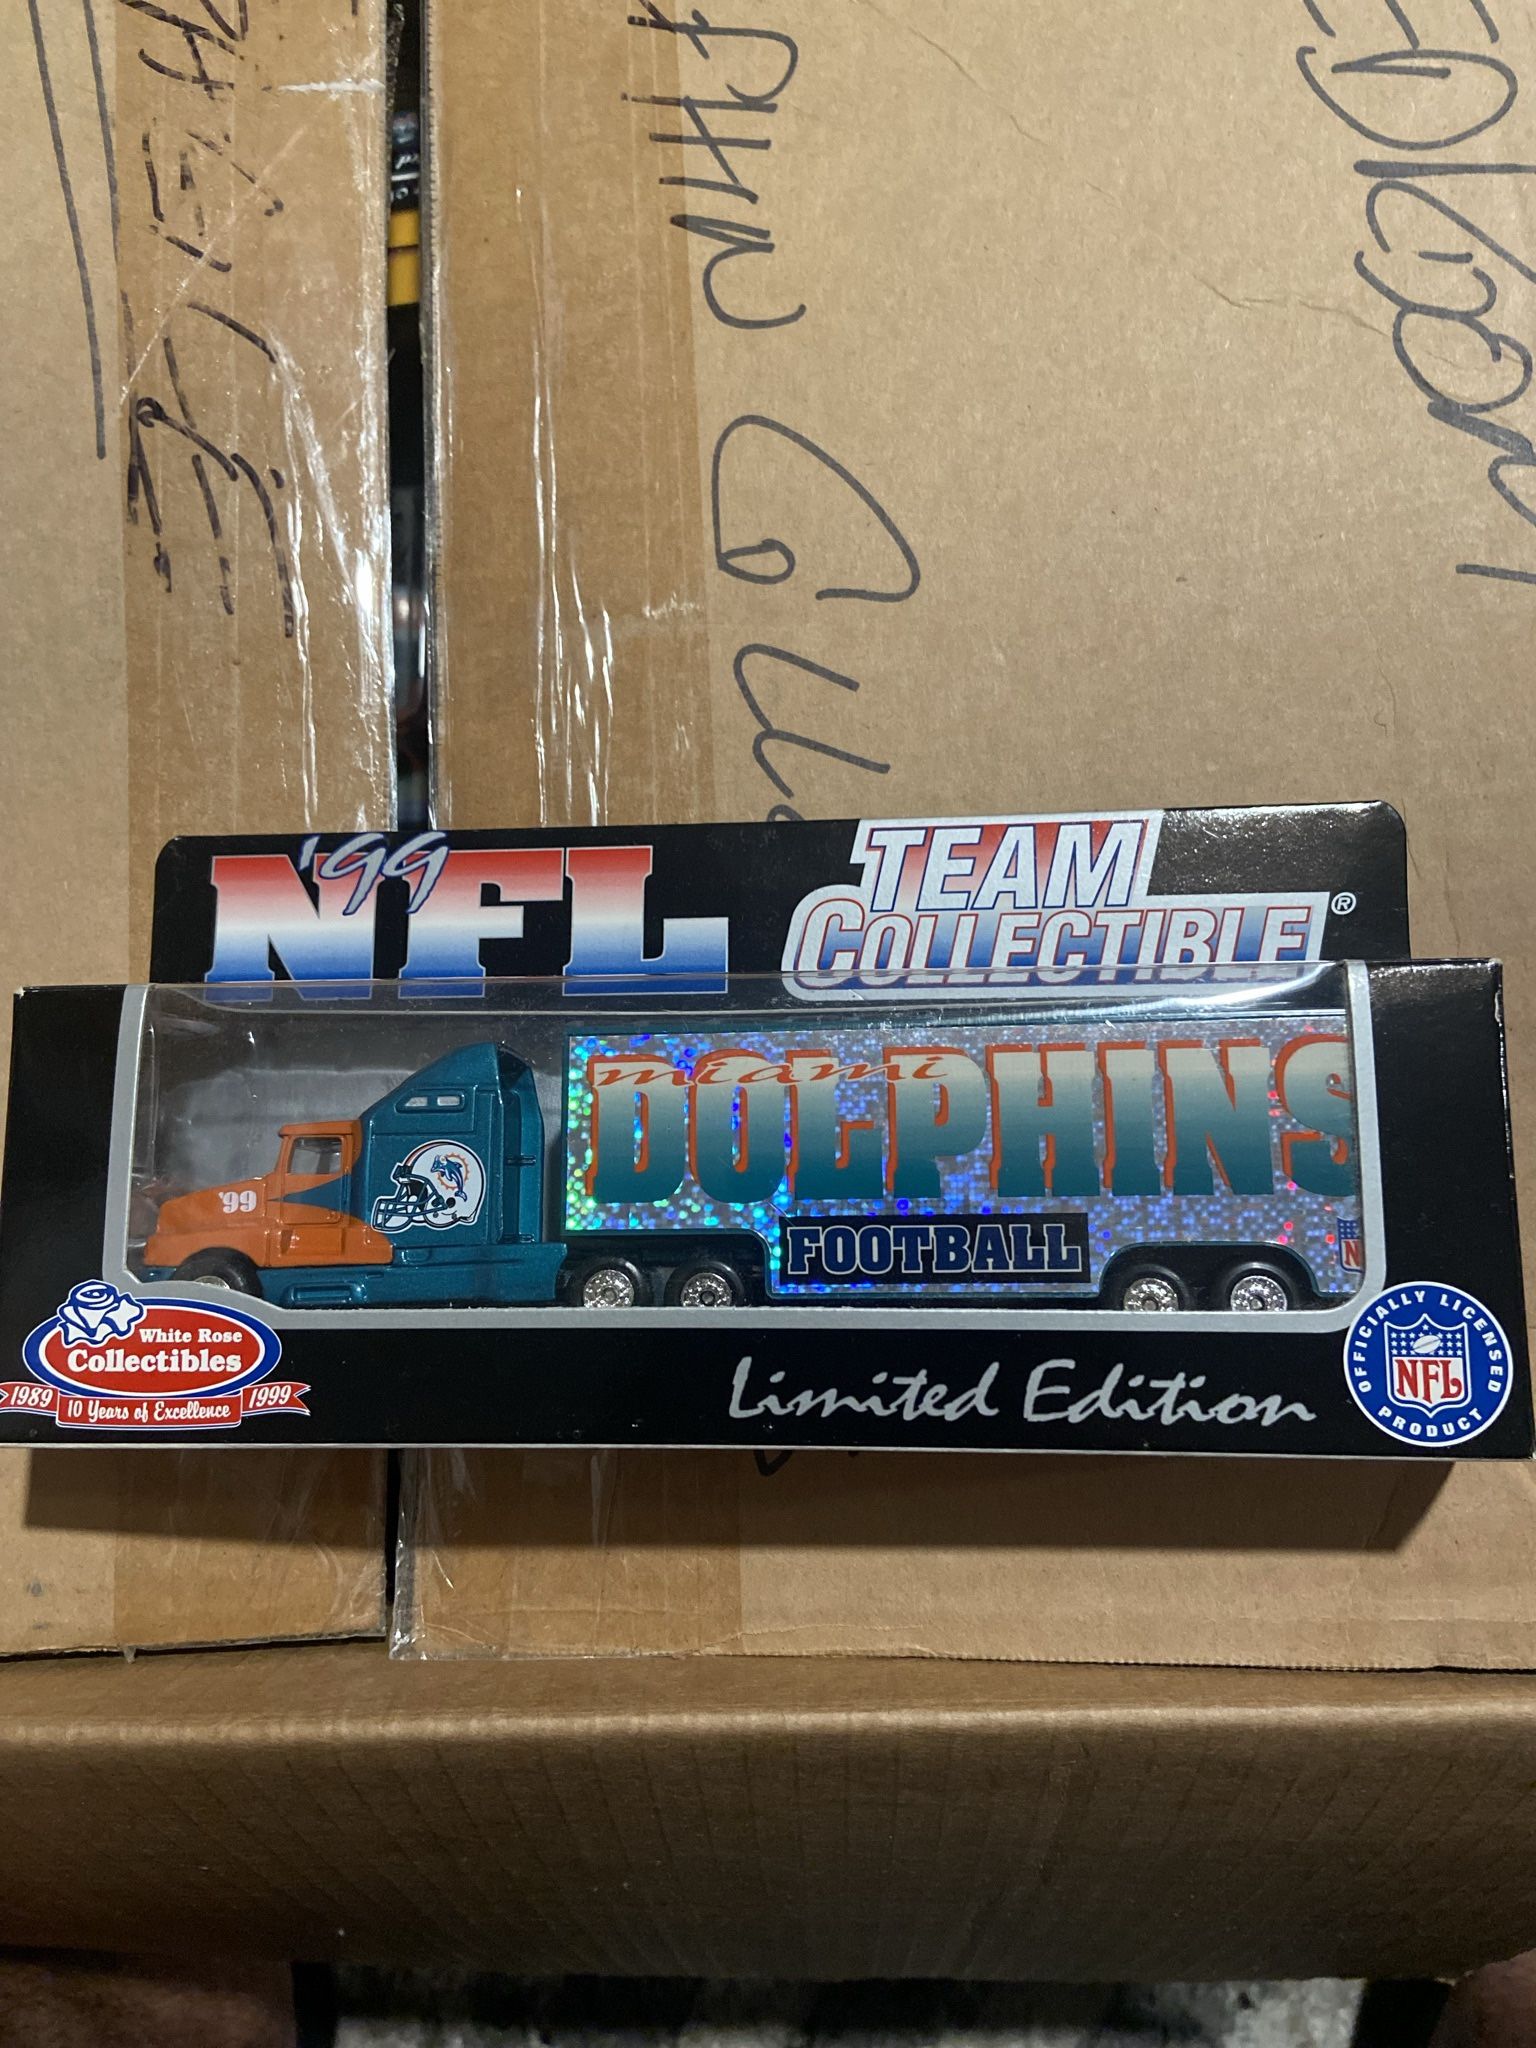 '99
NFL
TEAM
COLLECTIBLE®
miami
DOLPHINS
'99
FOOTBALL
White Rose
Collectibles
1989 10 Years of Excellence 1999
Limited Edition
OFFICIALLY LICENSED
NFL
PRODUCT